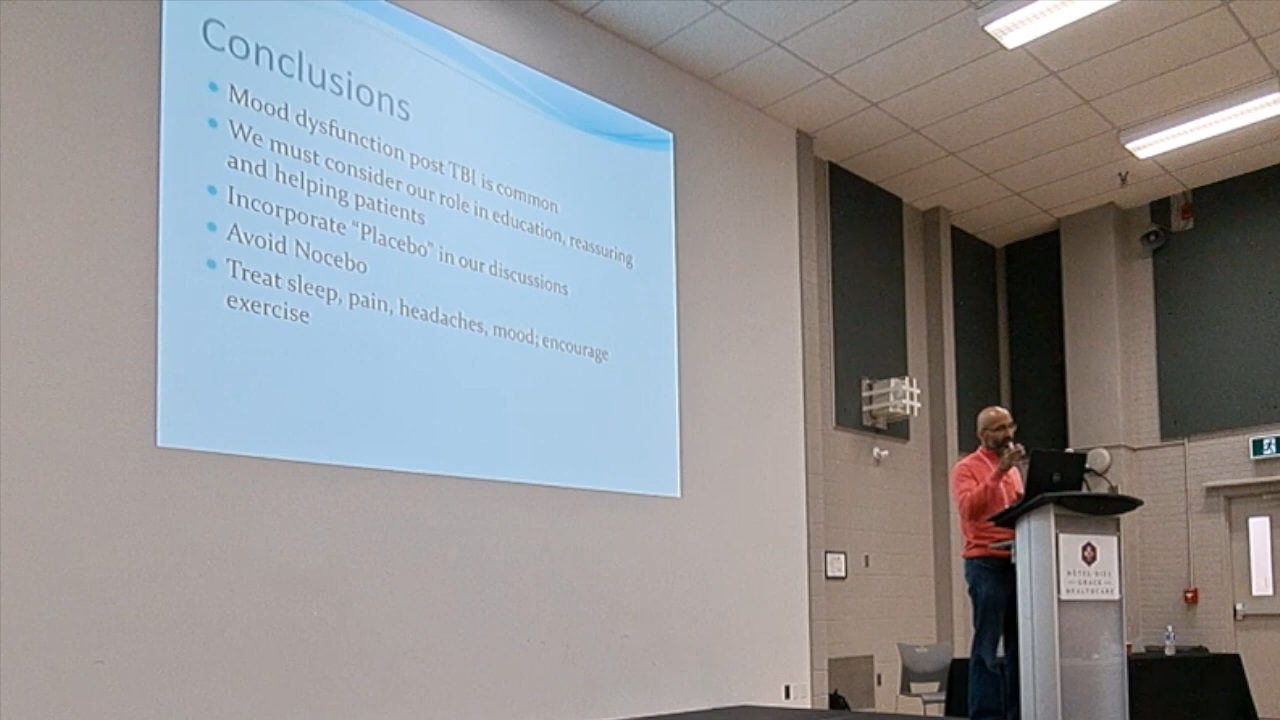 Conclusions
Mood dysfunction post TBI is common
We must consider our role in education, reassuring
and helping patients
Incorporate “Placebo” in our discussions
Avoid Nocebo
Treat sleep, pain, headaches, mood; encourage
exercise
HÔTEL-DIEU
GRACE
HEALTHCARE